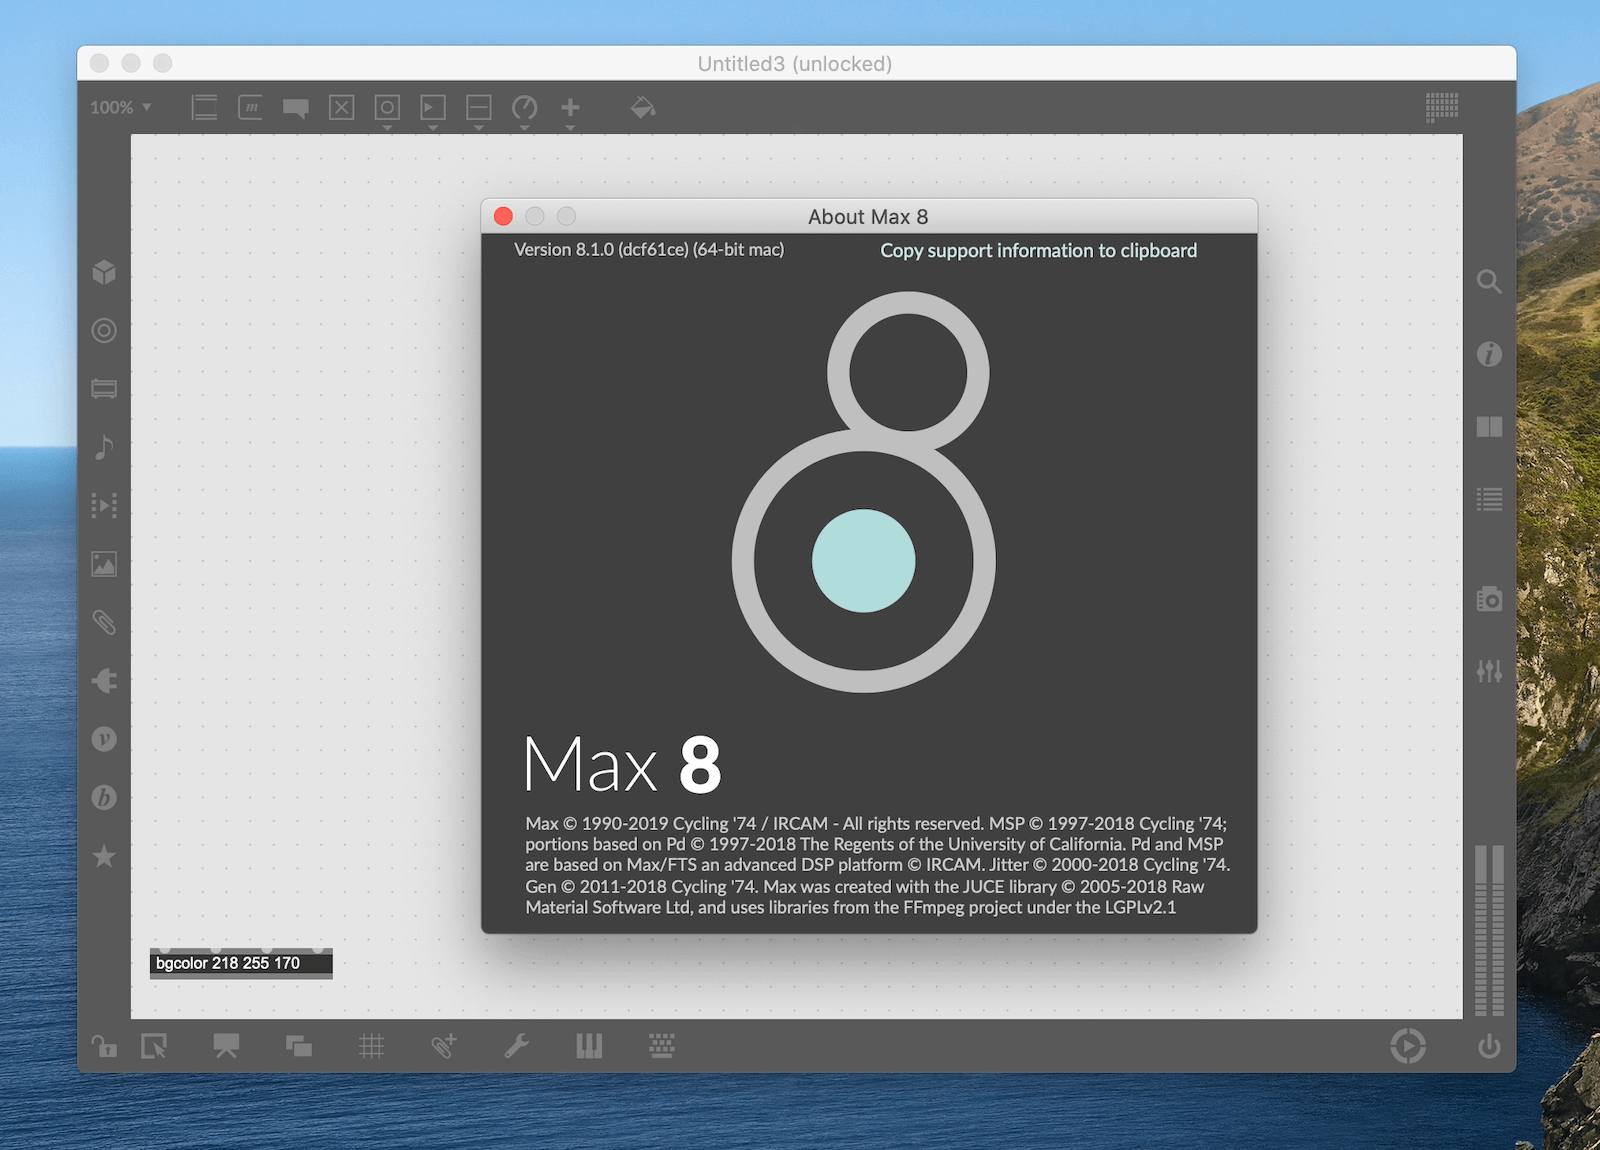 Untitled3 (unlocked)
100%
m
About Max 8
Version 8.1.0 (dcf61ce) (64-bit mac)
Copy support information to clipboard
8
i
v
b
Max 8
Max © 1990-2019 Cycling '74 / IRCAM - All rights reserved. MSP © 1997-2018 Cycling '74;
portions based on Pd © 1997-2018 The Regents of the University of California. Pd and MSP
are based on Max/FTS an advanced DSP platform © IRCAM. Jitter © 2000-2018 Cycling '74.
Gen © 2011-2018 Cycling '74. Max was created with the JUCE library © 2005-2018 Raw
Material Software Ltd, and uses libraries from the FFmpeg project under the LGPLv2.1
bgcolor 218 255 170